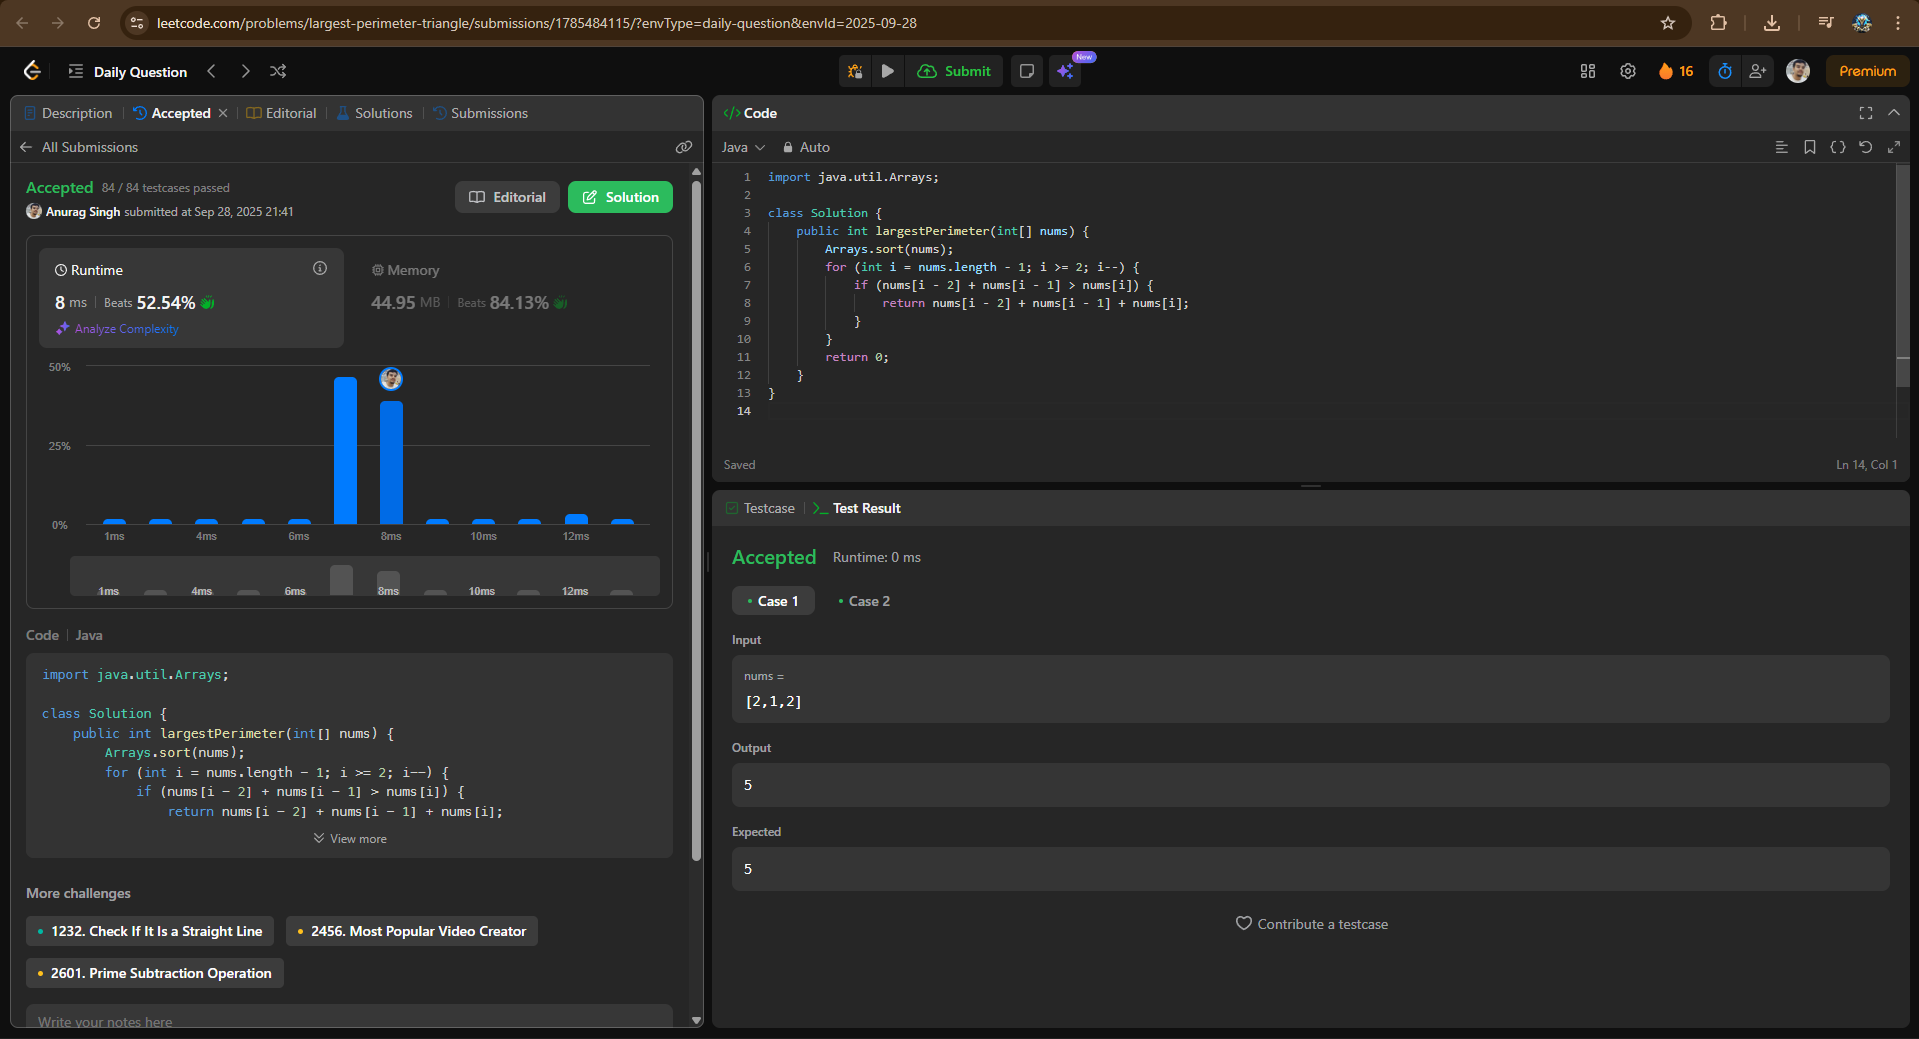 leetcode.com/problems/largest-perimeter-triangle/submissions/1785484115/?envType=daily-question&envId=2025-09-28
Daily Question
Submit
New
16
Premium
Description
Accepted
Editorial
Solutions
Submissions
All Submissions
Accepted 84 / 84 testcases passed
Anurag Singh submitted at Sep 28, 2025 21:41
Editorial
Solution
Runtime
8 ms Beats 52.54%
Analyze Complexity
Memory
44.95 MB Beats 84.13%
50%
25%
0%
1ms 4ms 6ms 8ms 10ms 12ms
1ms 4ms 6ms 8ms 10ms 12ms
Code Java
import java.util.Arrays;
class Solution {
public int largestPerimeter(int[] nums) {
Arrays.sort(nums);
for (int i = nums.length - 1; i >= 2; i--) {
if (nums[i - 2] + nums[i - 1] > nums[i]) {
return nums[i - 2] + nums[i - 1] + nums[i];
View more
More challenges
1232. Check If It Is a Straight Line
2456. Most Popular Video Creator
2601. Prime Subtraction Operation
Write your notes here
</> Code
Java Auto
1 import java.util.Arrays;
2
3 class Solution {
4 public int largestPerimeter(int[] nums) {
5 Arrays.sort(nums);
6 for (int i = nums.length - 1; i >= 2; i--) {
7 if (nums[i - 2] + nums[i - 1] > nums[i]) {
8 return nums[i - 2] + nums[i - 1] + nums[i];
9 }
10 }
11 return 0;
12 }
13 }
14
Saved
Ln 14, Col 1
Testcase
Test Result
Accepted Runtime: 0 ms
Case 1
Case 2
Input
nums =
[2,1,2]
Output
5
Expected
5
Contribute a testcase